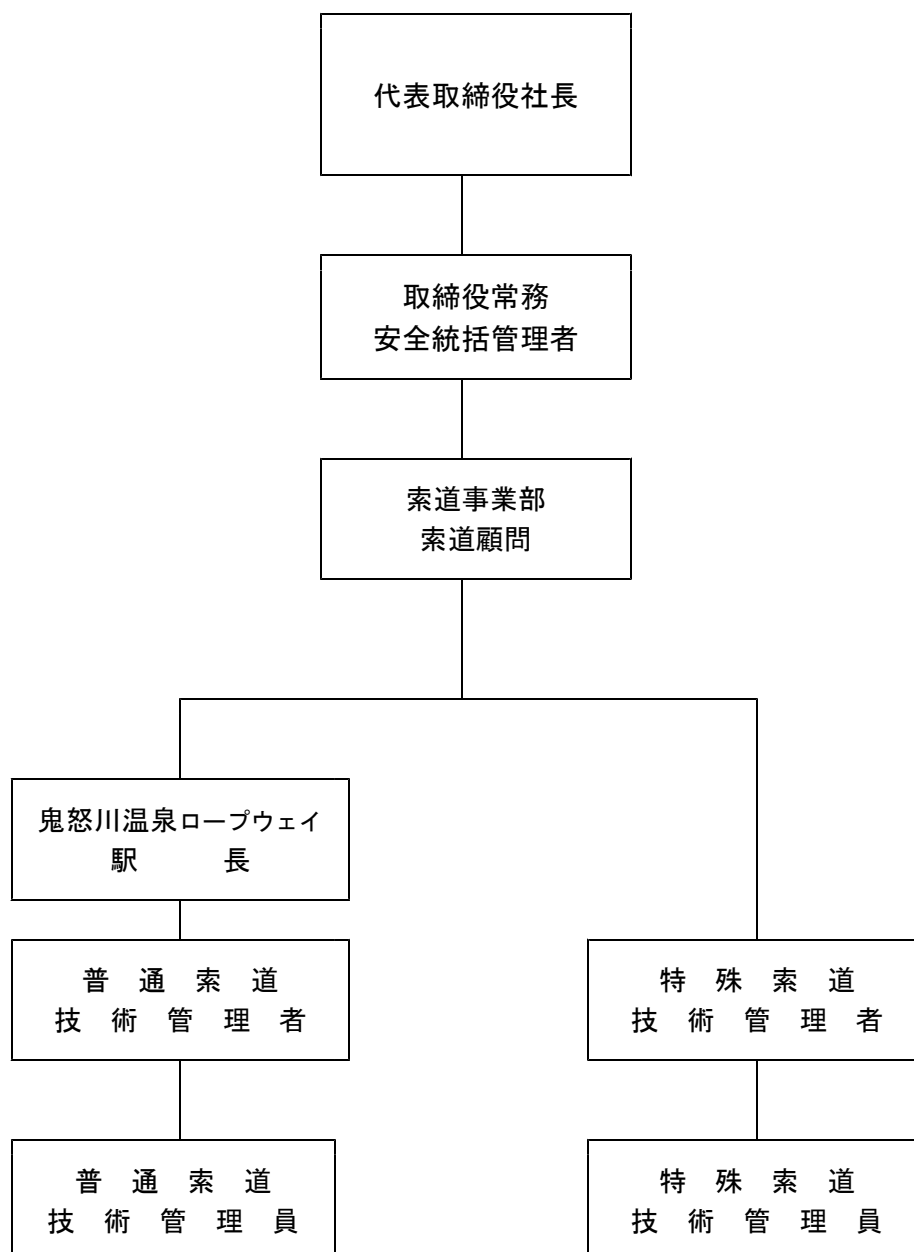 代表取締役社長
取締役常務
安全統括管理者
索道事業部
索道顧問
鬼怒川温泉ロープウェイ
駅　　　長
普　通　索　道
技　術　管　理　者
特　殊　索　道
技　術　管　理　者
普　通　索　道
技　術　管　理　員
特　殊　索　道
技　術　管　理　員